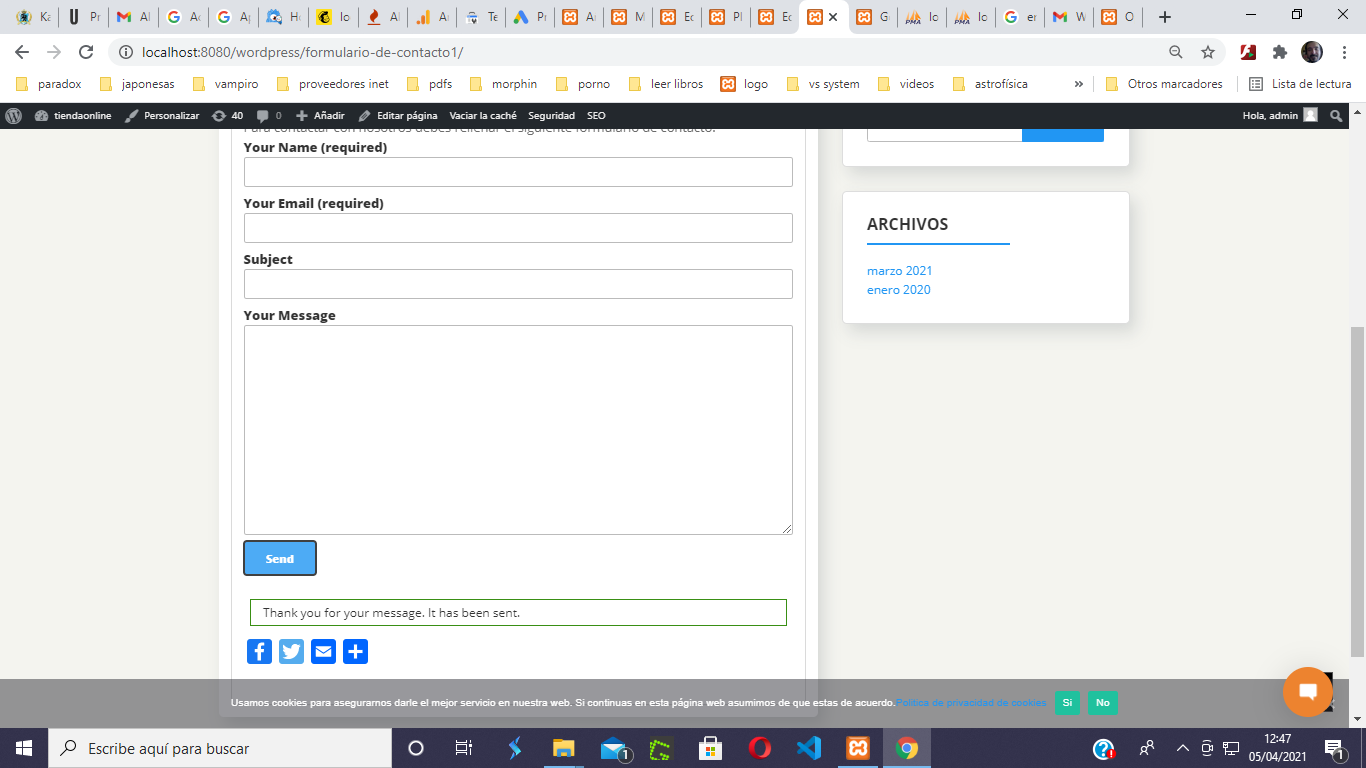 Ka
Pr
Al
Ac
Ap
Ho
Io
Al
Ac
Te
Pr
Ac
M
Ec
Pl
Ec
G
lo
lo
er
W
O
localhost:8080/wordpress/formulario-de-contacto1/
paradox
japonesas
vampiro
proveedores inet
pdfs
morphin
porno
leer libros
logo
vs system
videos
astrofísica
»
Otros marcadores
Lista de lectura
tiendaonline
Personalizar
40
0
Añadir
Editar página
Vaciar la caché
Seguridad
SEO
Hola, admin
Para contactar con nosotros debes rellenar el siguiente formulario de contacto.
Your Name (required)
Your Email (required)
Subject
Your Message
Send
Thank you for your message. It has been sent.
ARCHIVOS
marzo 2021
enero 2020
Usamos cookies para asegurarnos darle el mejor servicio en nuestra web. Si continuas en esta página web asumimos de que estas de acuerdo.Política de privacidad de cookies
Si
No
Escribe aquí para buscar
1
12:47
05/04/2021
1